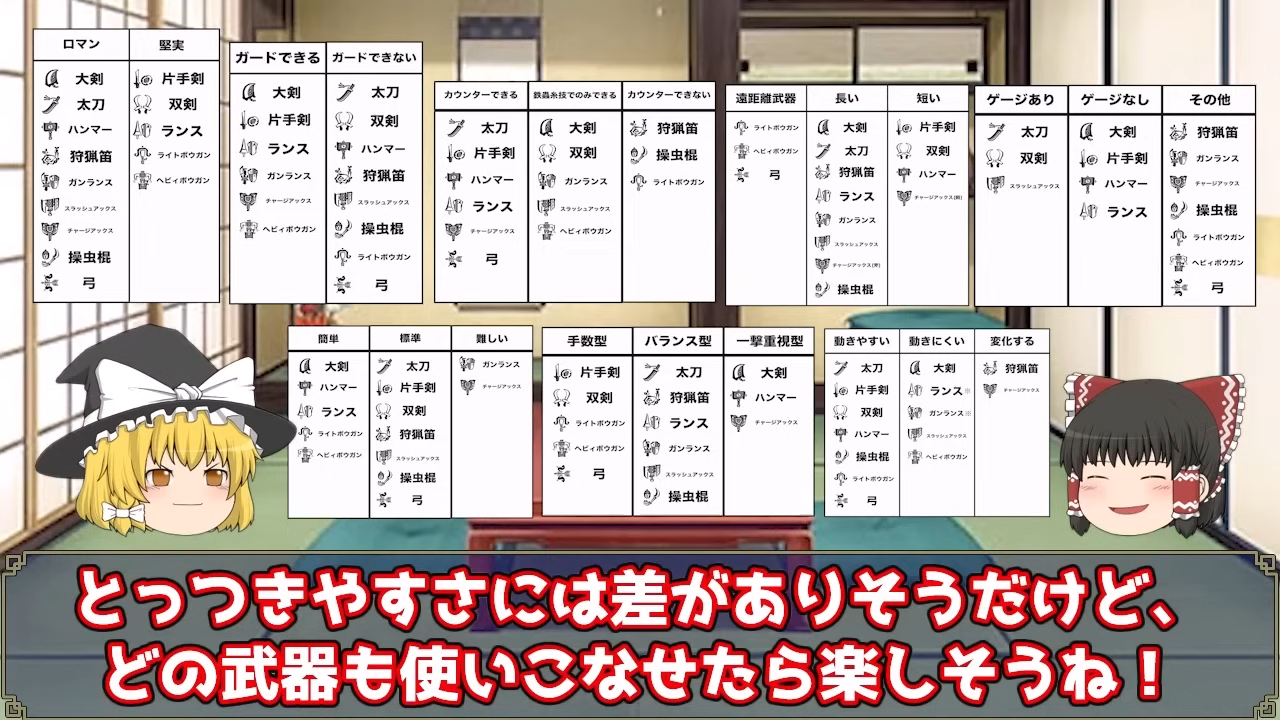 ロマン
大剣
太刀
ハンマー
狩猟笛
ガンランス
スラッシュアックス
チャージアックス
操虫棍
弓
堅実
片手剣
双剣
ランス
ライトボウガン
ヘビィボウガン
ガードできる
大剣
片手剣
ランス
ガンランス
チャージアックス
ヘビィボウガン
ガードできない
太刀
双剣
ハンマー
狩猟笛
スラッシュアックス
操虫棍
ライトボウガン
弓
カウンターできる
太刀
片手剣
ハンマー
ランス
チャージアックス
弓
鉄蟲糸技でのみできる
大剣
双剣
ガンランス
スラッシュアックス
ヘビィボウガン
カウンターできない
狩猟笛
操虫棍
ライトボウガン
遠距離武器
ライトボウガン
ヘビィボウガン
弓
長い
大剣
太刀
狩猟笛
ランス
ガンランス
スラッシュアックス
チャージアックス(斧)
操虫棍
短い
片手剣
双剣
ハンマー
チャージアックス(剣)
ゲージあり
太刀
双剣
スラッシュアックス
ゲージなし
大剣
片手剣
ハンマー
ランス
その他
狩猟笛
ガンランス
チャージアックス
操虫棍
ライトボウガン
ヘビィボウガン
弓
簡単
大剣
ハンマー
ランス
ライトボウガン
ヘビィボウガン
標準
太刀
片手剣
双剣
狩猟笛
スラッシュアックス
操虫棍
弓
難しい
ガンランス
チャージアックス
手数型
片手剣
双剣
ライトボウガン
ヘビィボウガン
弓
バランス型
太刀
狩猟笛
ランス
ガンランス
スラッシュアックス
操虫棍
一撃重視型
大剣
ハンマー
チャージアックス
動きやすい
太刀
片手剣
双剣
ハンマー
操虫棍
ライトボウガン
弓
動きにくい
大剣
ランス※
ガンランス※
スラッシュアックス
ヘビィボウガン
変化する
狩猟笛
チャージアックス
とっつきやすさには差がありそうだけど、
どの武器も使いこなせたら楽しそうね！